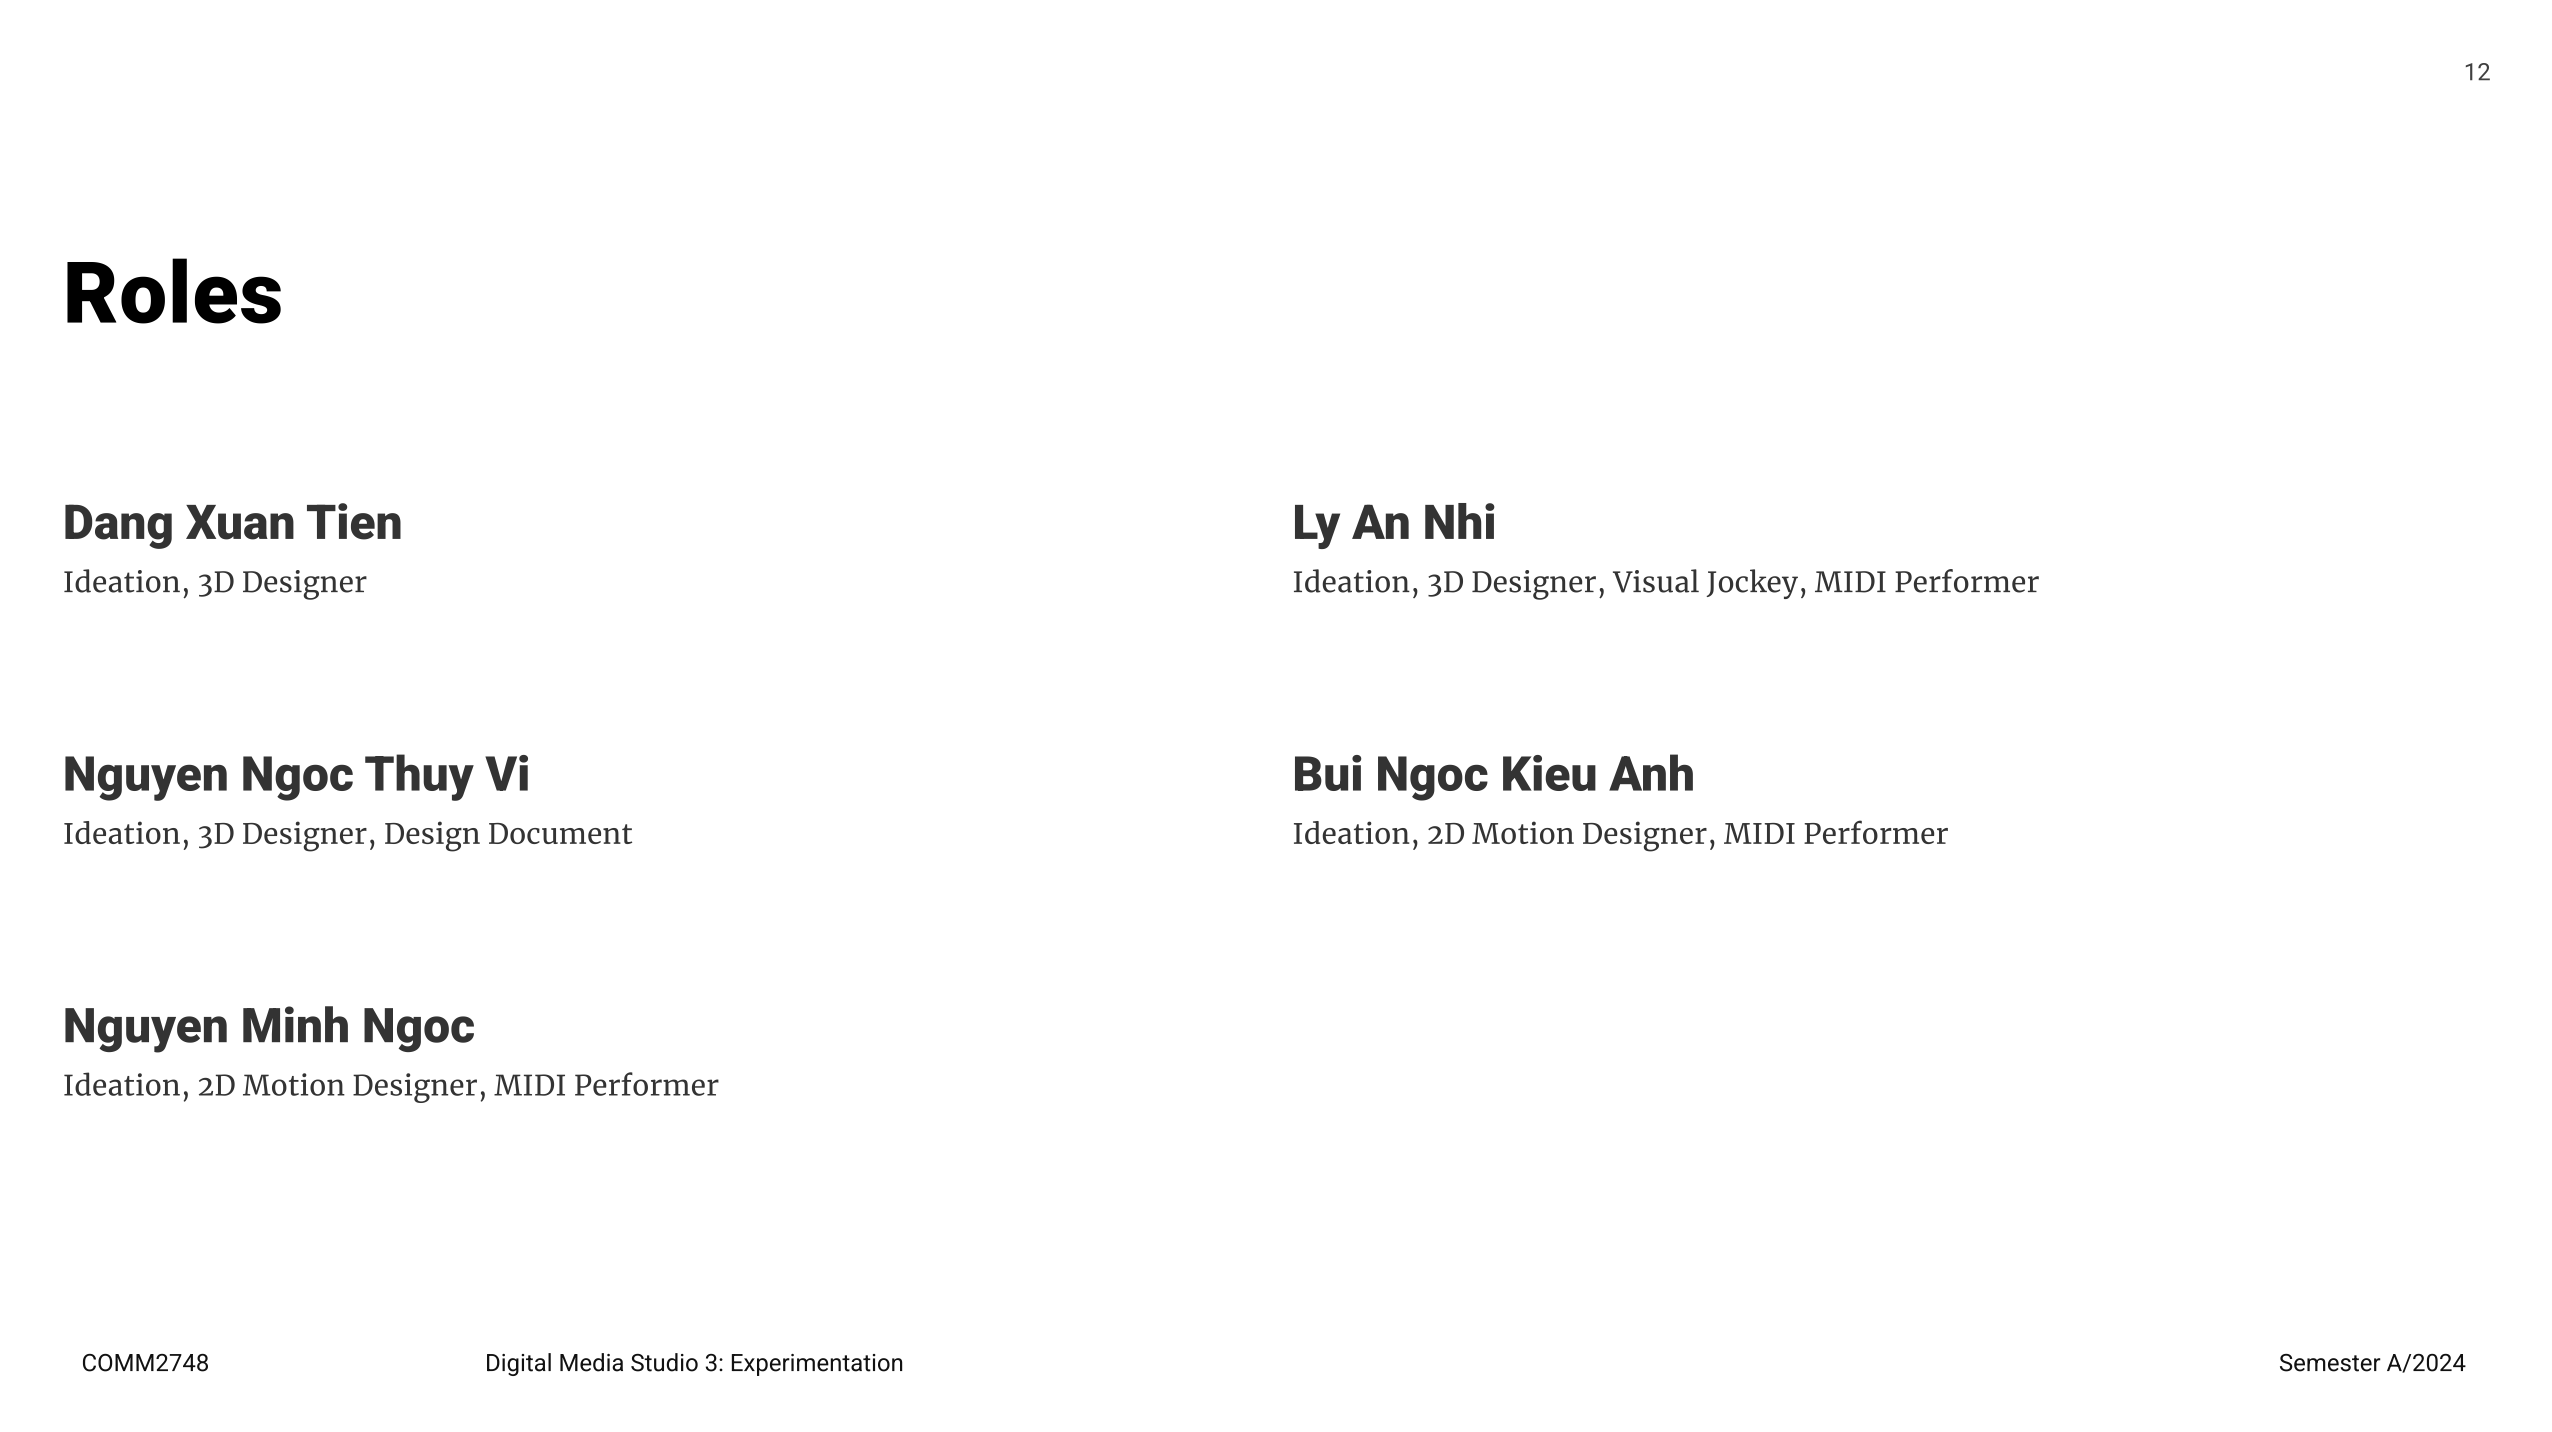 12
Roles
Dang Xuan Tien
Ideation, 3D Designer
Ly An Nhi
Ideation, 3D Designer, Visual Jockey, MIDI Performer
Nguyen Ngoc Thuy Vi
Ideation, 3D Designer, Design Document
Bui Ngoc Kieu Anh
Ideation, 2D Motion Designer, MIDI Performer
Nguyen Minh Ngoc
Ideation, 2D Motion Designer, MIDI Performer
COMM2748
Digital Media Studio 3: Experimentation
Semester A/2024